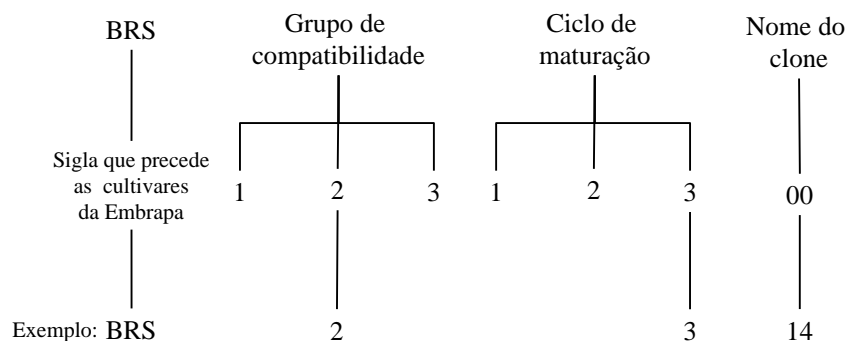 BRS
Grupo de
compatibilidade
Ciclo de
maturação
Nome do
clone
Sigla que precede
as cultivares
da Embrapa
1 2 3
1 2 3
00
Exemplo: BRS 2 3 14